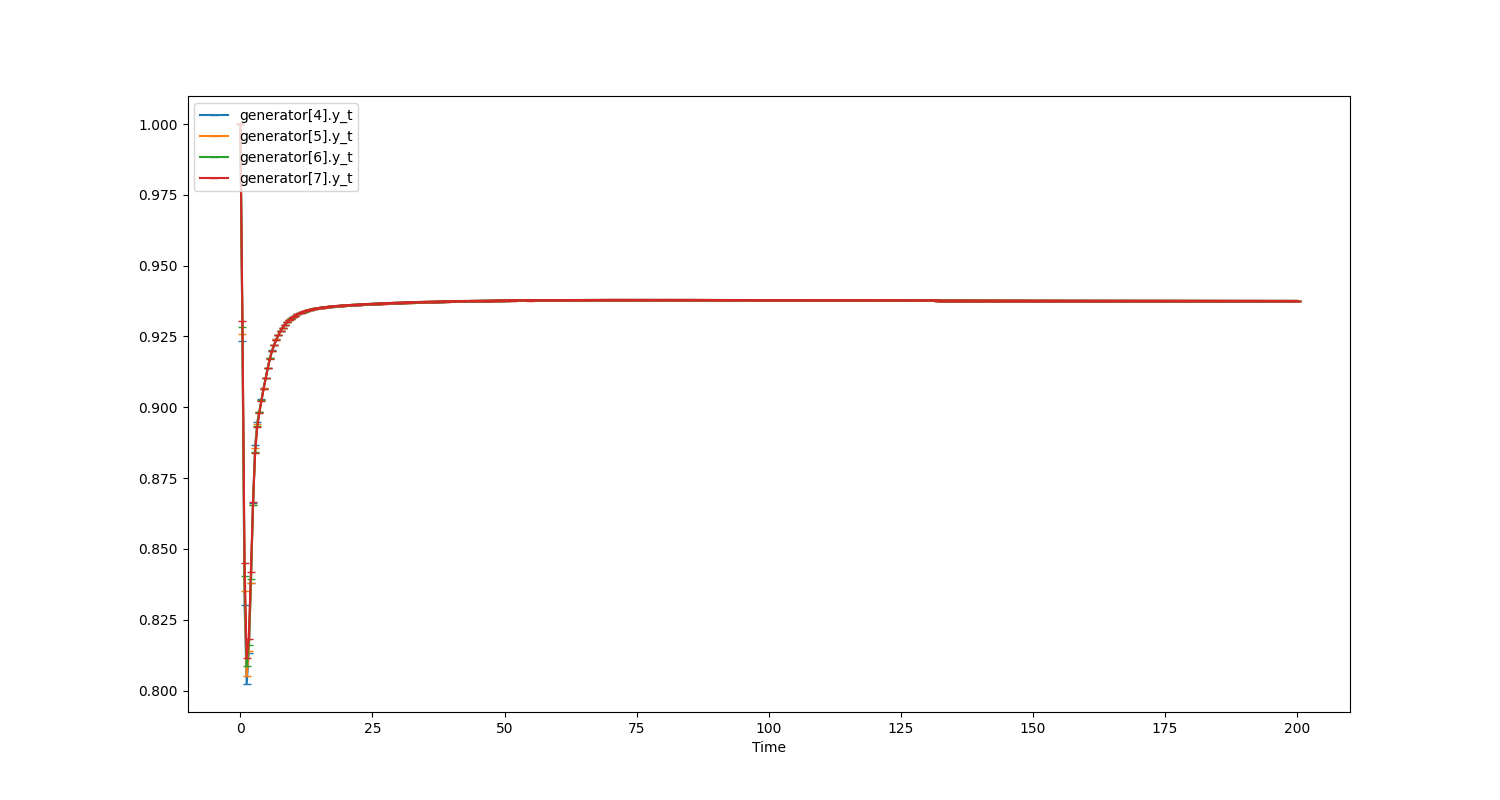 generator[4].y_t
generator[5].y_t
generator[6].y_t
generator[7].y_t
1.000
0.975
0.950
0.925
0.900
0.875
0.850
0.825
0.800
0 25 50 75 100 125 150 175 200
Time